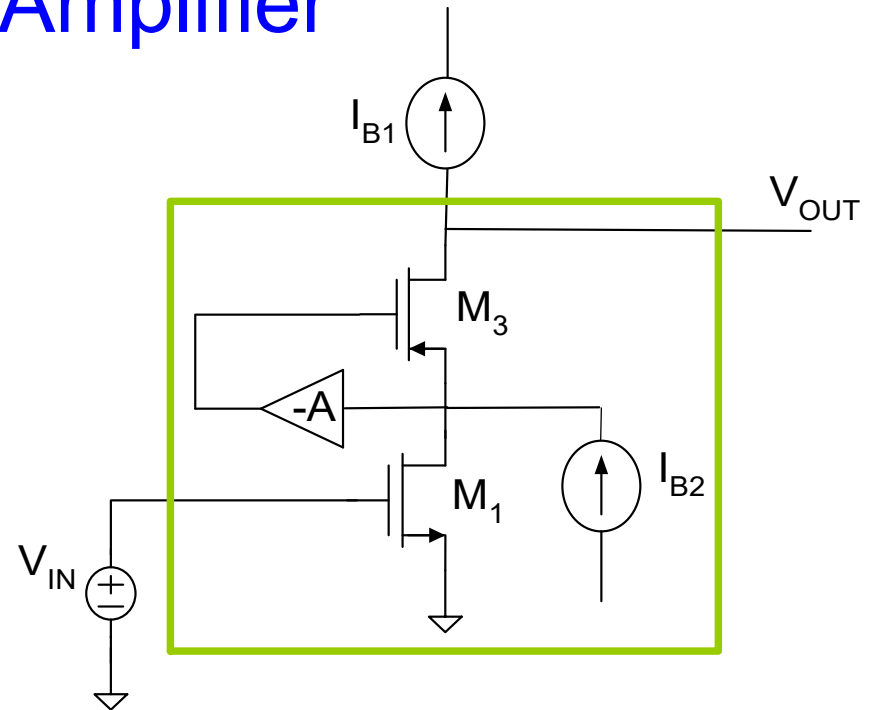 Amplifier
I_B1
V_OUT
M_3
-A
I_B2
M_1
V_IN
+
−